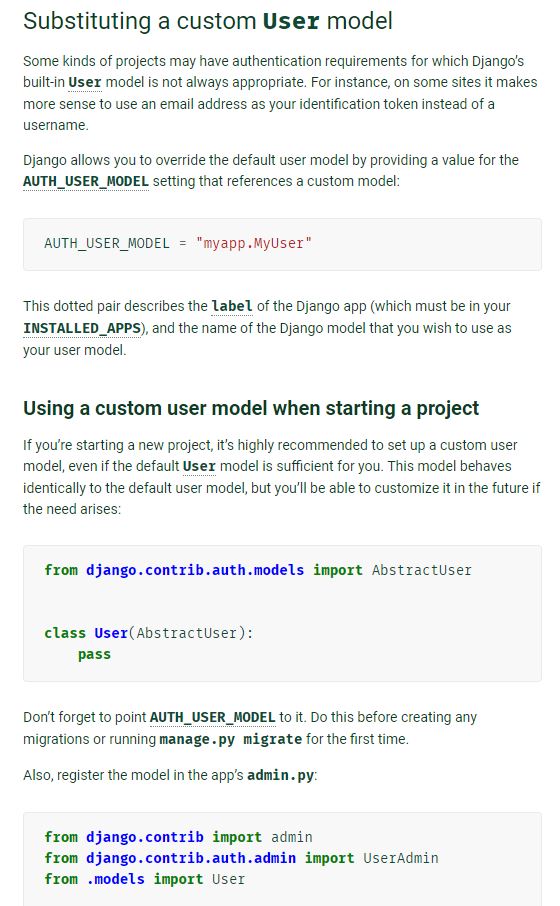 Substituting a custom User model
Some kinds of projects may have authentication requirements for which Django’s
built-in User model is not always appropriate. For instance, on some sites it makes
more sense to use an email address as your identification token instead of a
username.
Django allows you to override the default user model by providing a value for the
AUTH_USER_MODEL setting that references a custom model:
AUTH_USER_MODEL = "myapp.MyUser"
This dotted pair describes the label of the Django app (which must be in your
INSTALLED_APPS), and the name of the Django model that you wish to use as
your user model.
Using a custom user model when starting a project
If you’re starting a new project, it’s highly recommended to set up a custom user
model, even if the default User model is sufficient for you. This model behaves
identically to the default user model, but you’ll be able to customize it in the future if
the need arises:
from django.contrib.auth.models import AbstractUser
class User(AbstractUser):
    pass
Don’t forget to point AUTH_USER_MODEL to it. Do this before creating any
migrations or running manage.py migrate for the first time.
Also, register the model in the app’s admin.py:
from django.contrib import admin
from django.contrib.auth.admin import UserAdmin
from .models import User